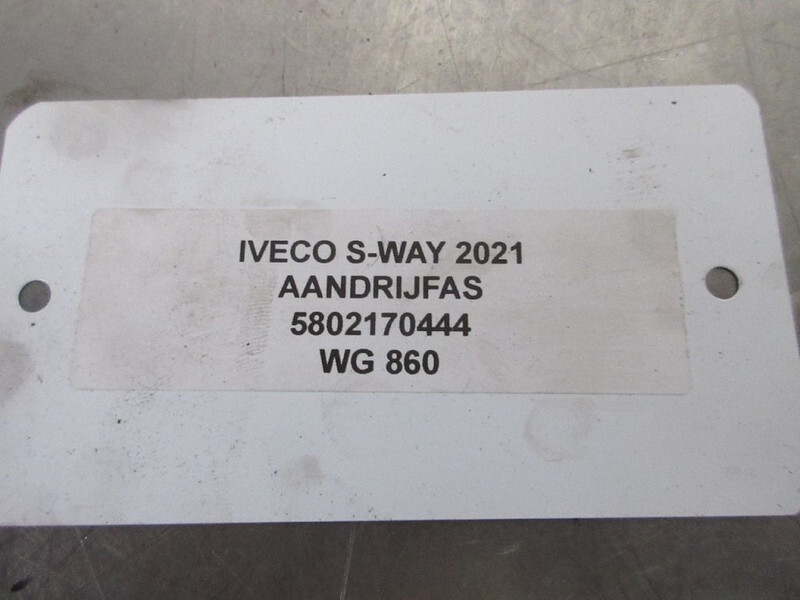 IVECO S-WAY 2021
AANDRIJFAS
5802170444
WG 860